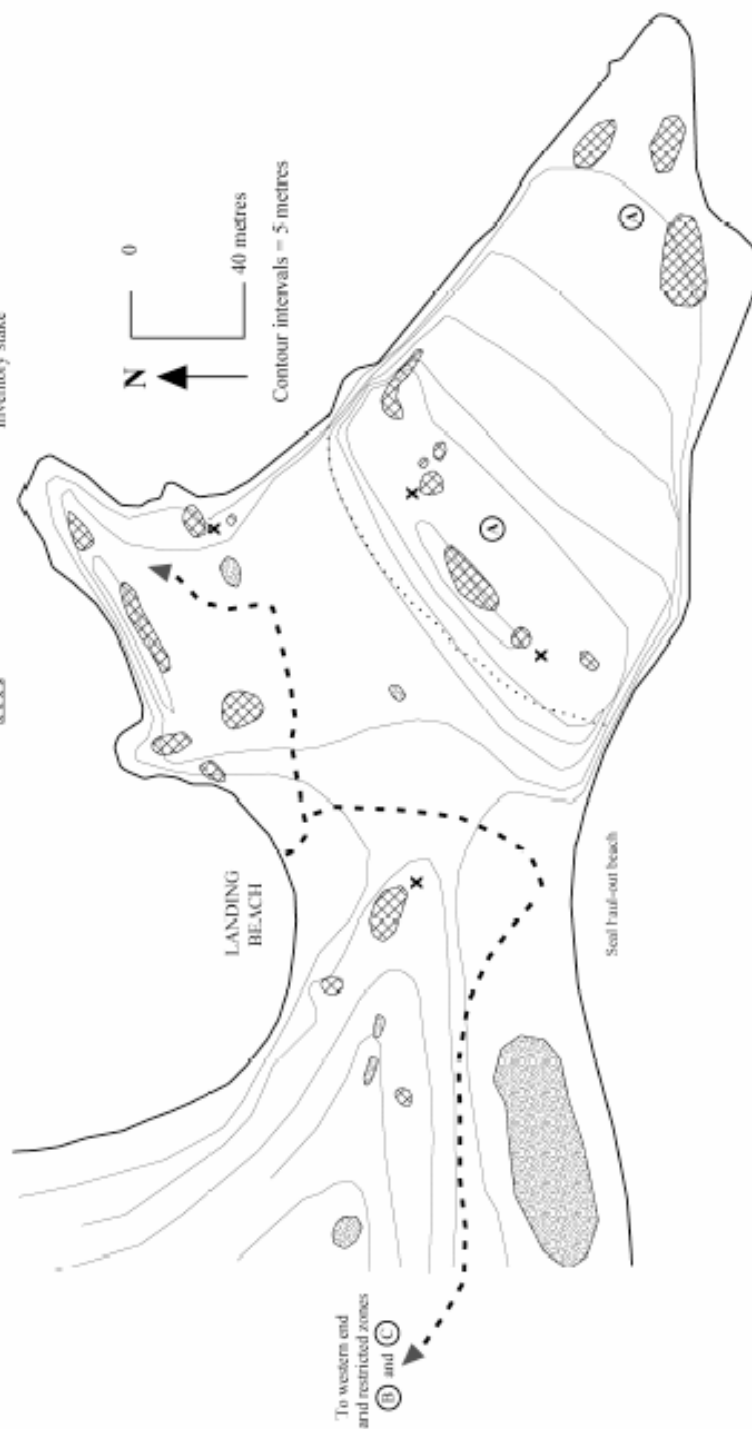 inventory stake
N
0
40 metres
Contour intervals = 5 metres
LANDING
BEACH
Seal haul-out beach
A
A
To western end
and restricted zones
B and C